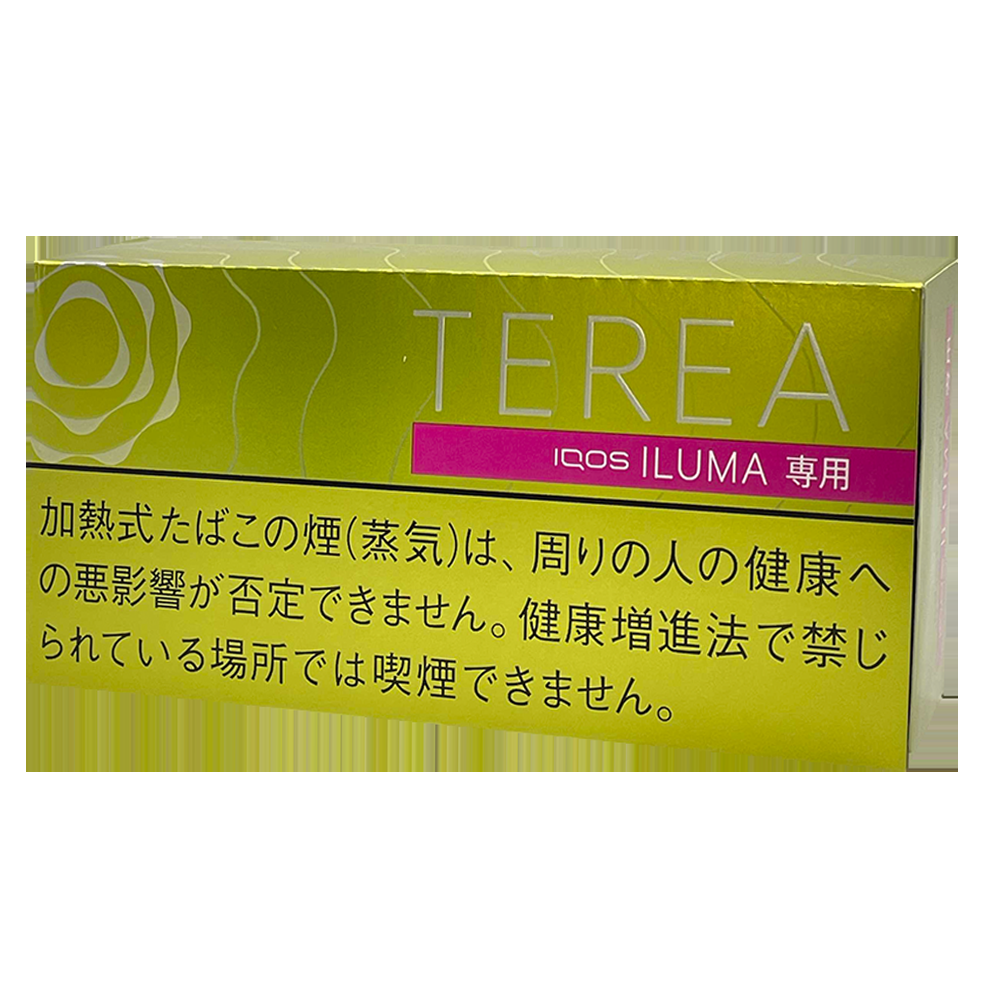 TEREA
IQOS ILUMA 専用
加熱式たばこの煙(蒸気)は、周りの人の健康へ
の悪影響が否定できません。健康増進法で禁じ
られている場所では喫煙できません。